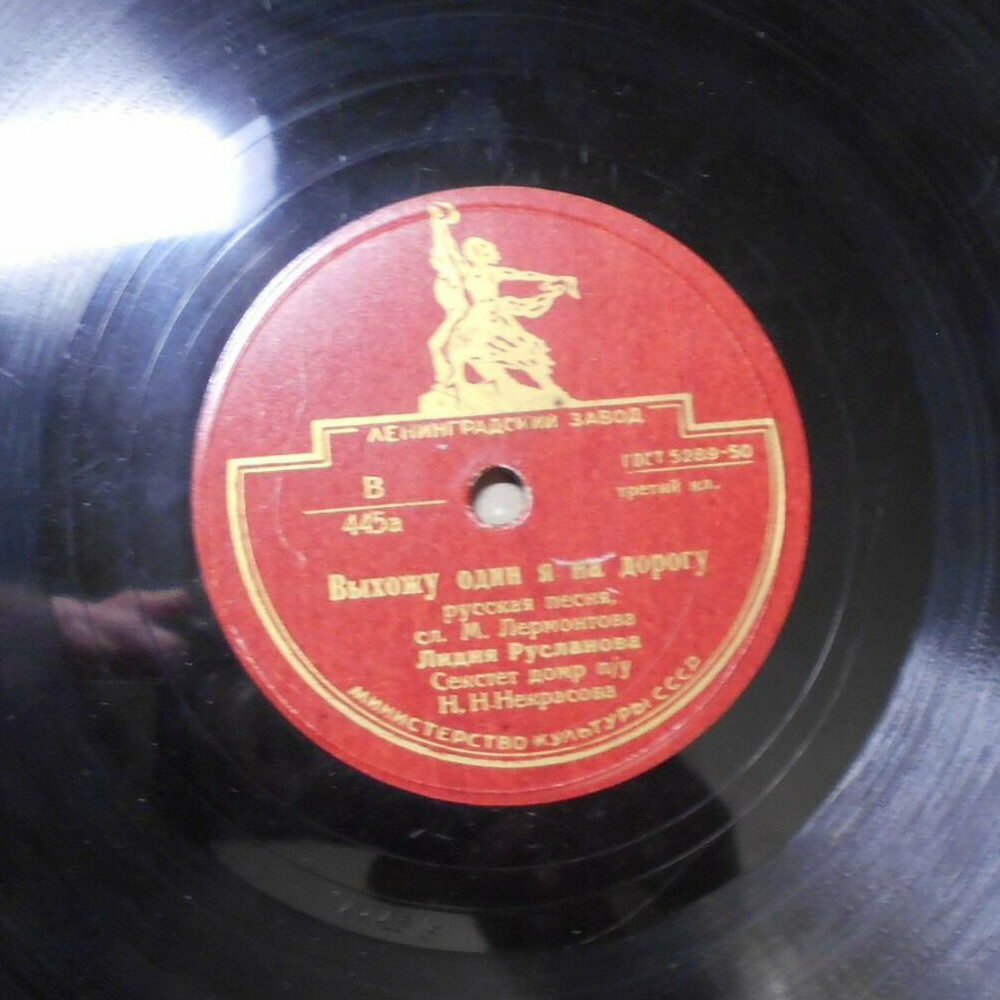 ЛЕНИНГРАДСКИЙ ЗАВОД
ГОСТ 5289-50
третий кл.
В
445а
Выхожу один я на дорогу
русская песня,
сл. М. Лермонтова
Лидия Русланова
Секстет домр п/у
Н. Н. Некрасова
МИНИСТЕРСТВО КУЛЬТУРЫ СССР